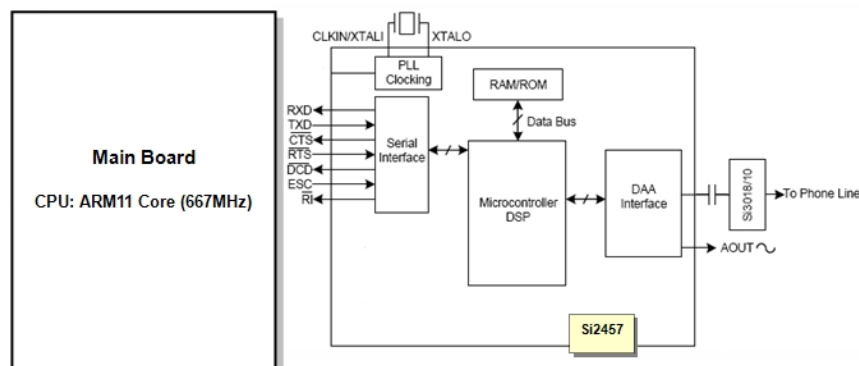 Main Board
CPU: ARM11 Core (667MHz)
CLKIN/XTALI
XTALO
PLL
Clocking
RAM/ROM
Data Bus
RXD
TXD
CTS
RTS
DCD
ESC
RI
Serial
Interface
Microcontroller
DSP
DAA
Interface
Si3018/10
To Phone Line
AOUT
Si2457